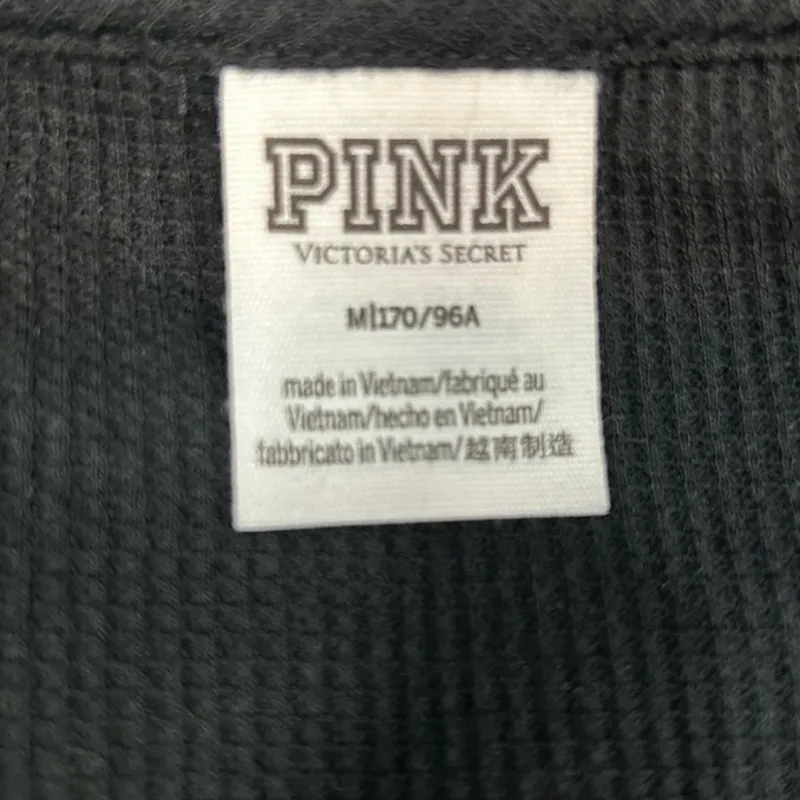 PINK
VICTORIA'S SECRET
M|170/96A
made in Vietnam/fabriqué au
Vietnam/hecho en Vietnam/
fabbricato in Vietnam/越南制造